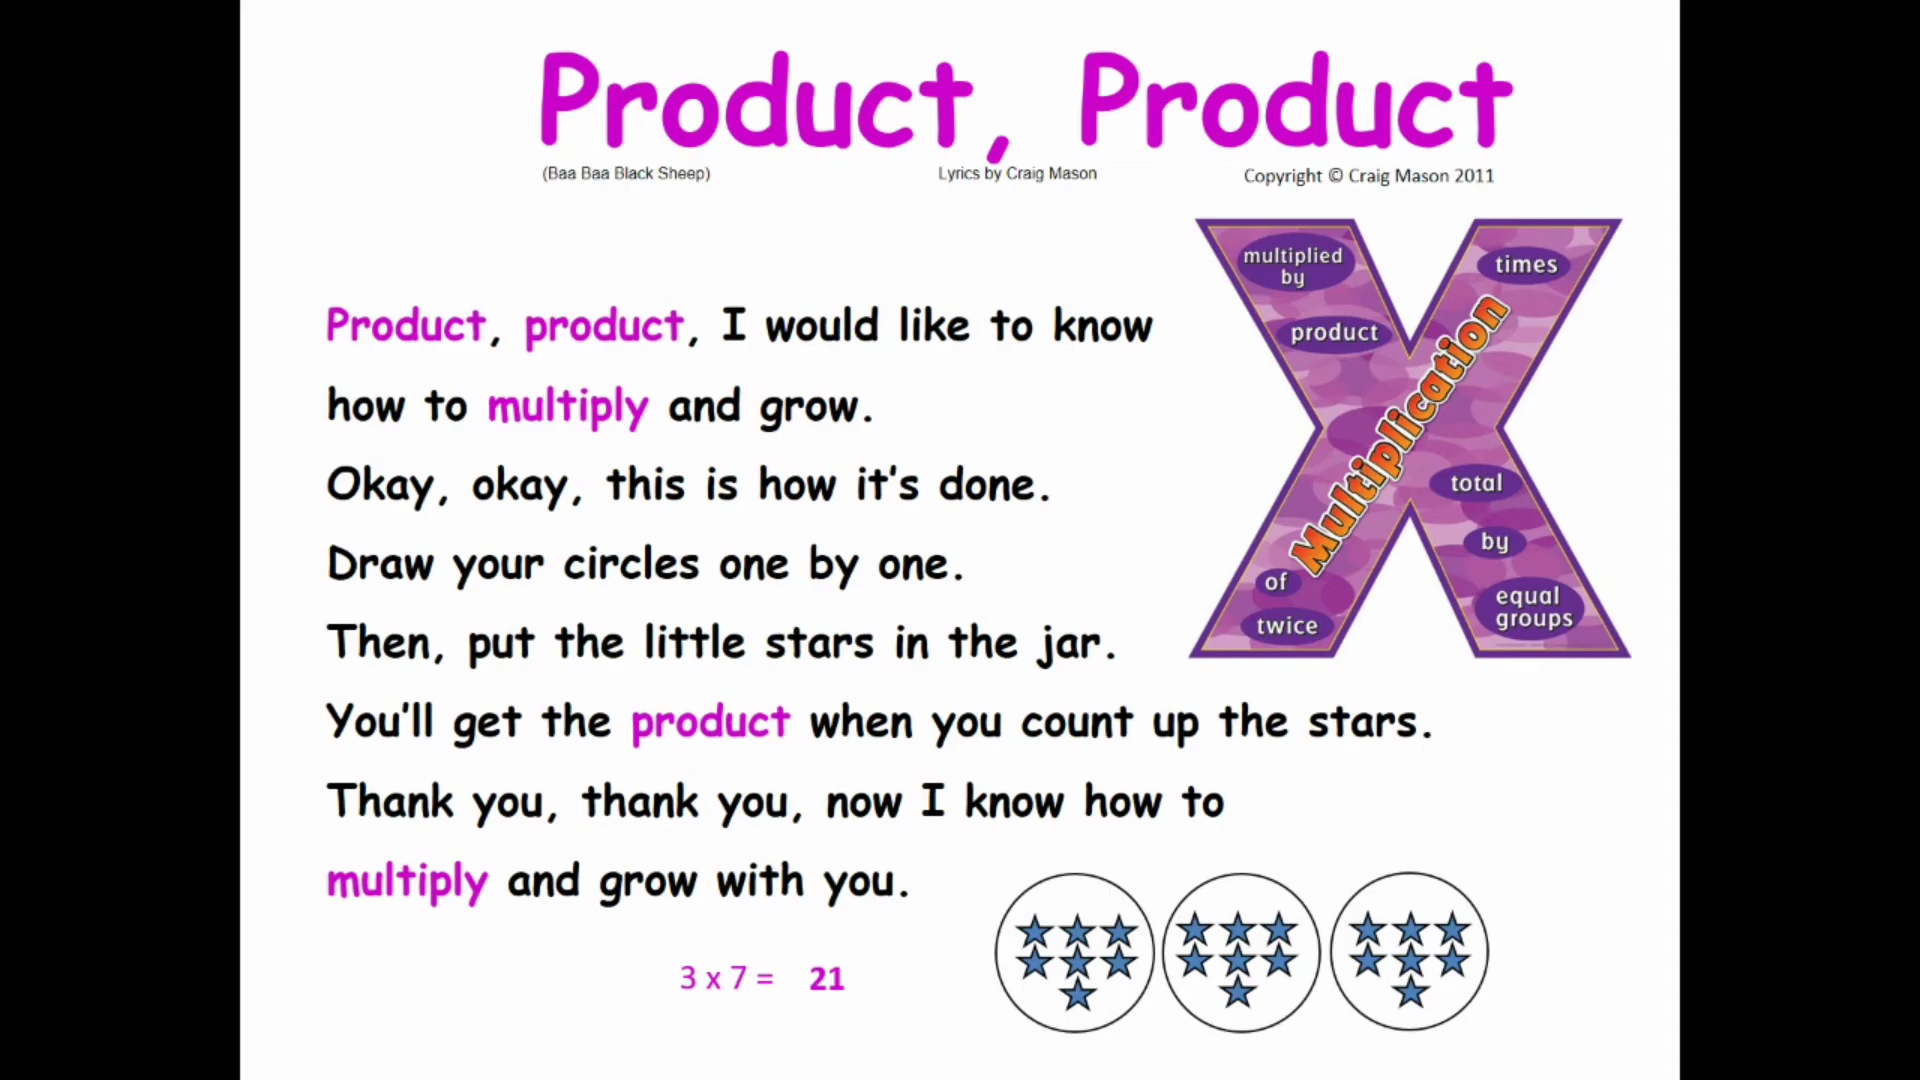 Product, Product
(Baa Baa Black Sheep) Lyrics by Craig Mason Copyright © Craig Mason 2011
Product, product, I would like to know
how to multiply and grow.
Okay, okay, this is how it's done.
Draw your circles one by one.
Then, put the little stars in the jar.
You'll get the product when you count up the stars.
Thank you, thank you, now I know how to
multiply and grow with you.
3 x 7 = 21
multiplied
by
times
product
Multiplication
total
by
of
equal
groups
twice